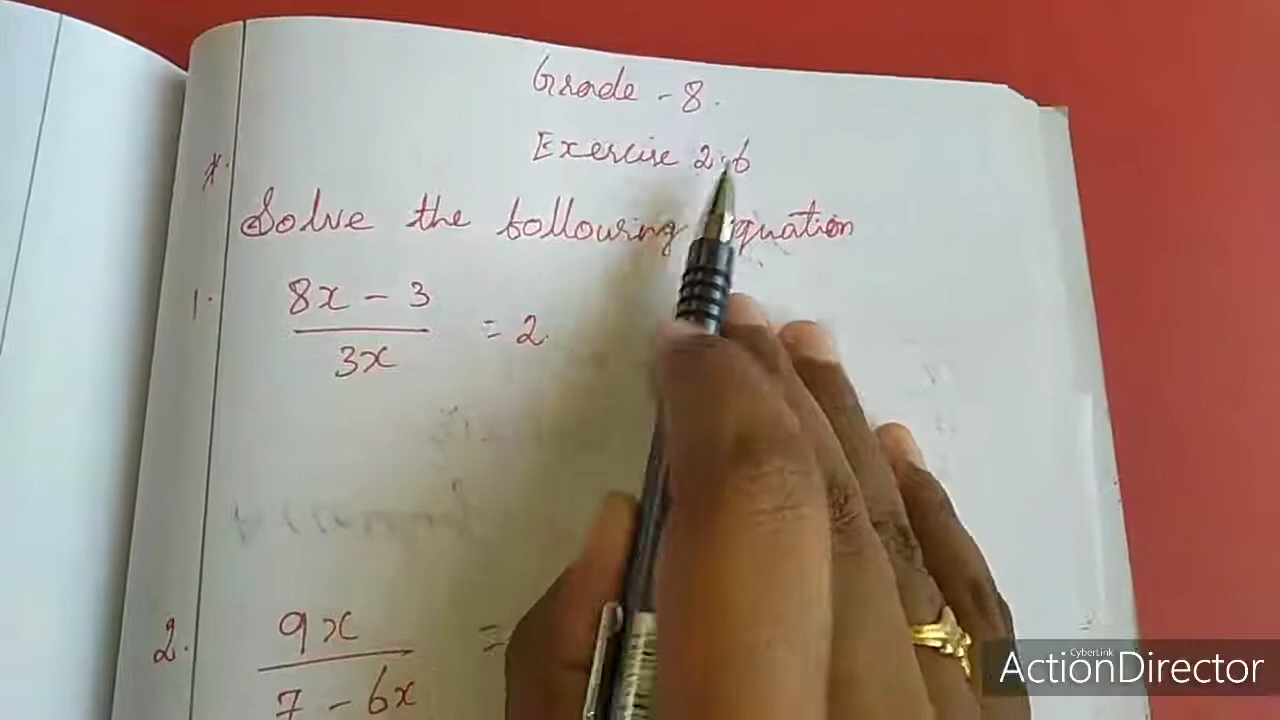 Grade - 8.
*. Exercise 2.6
Solve the following equation
1. 8x - 3
3x
= 2.
2. 9x
7 - 6x
=
CyberLink
ActionDirector